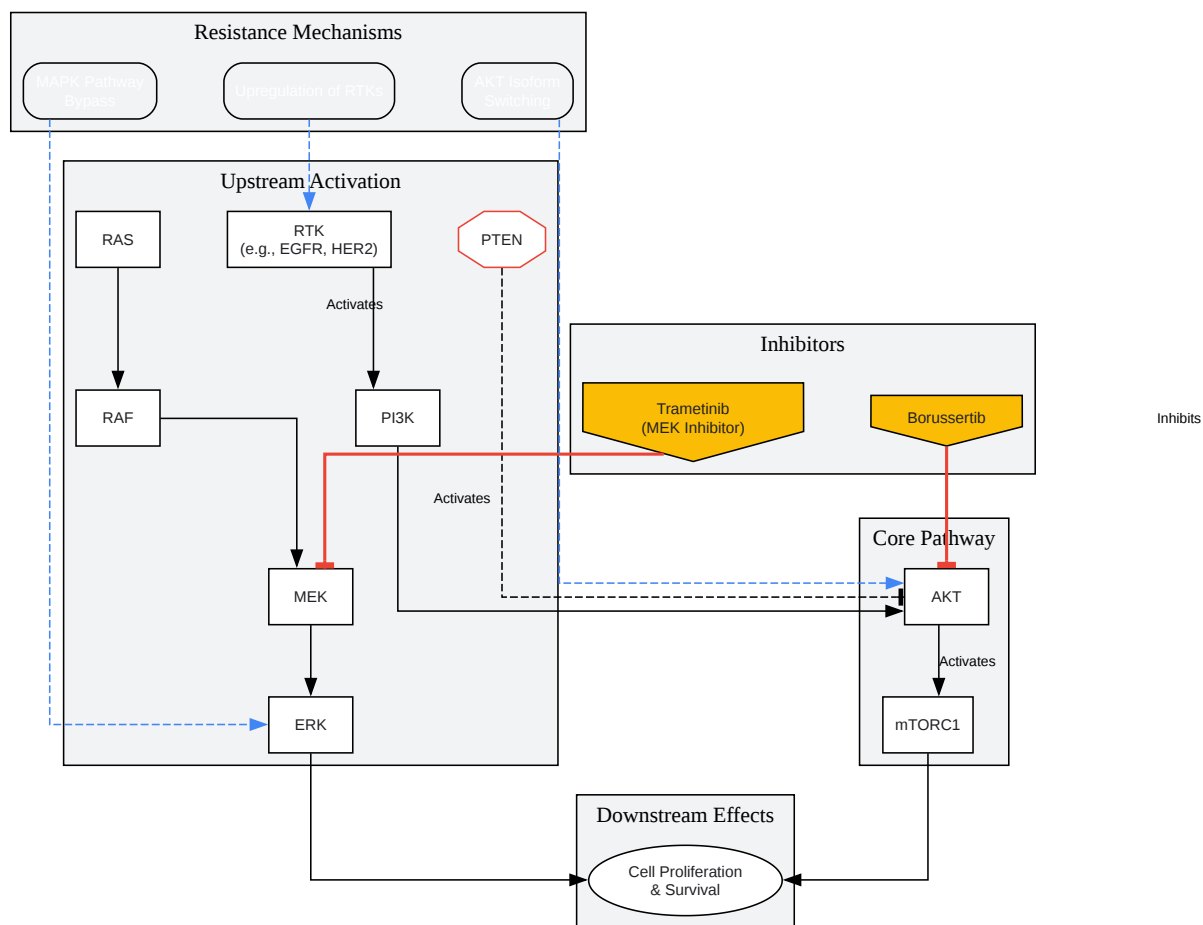 Resistance Mechanisms
MAPK Pathway
Bypass
Upregulation of RTKs
AKT Isoform
Switching
Upstream Activation
RAS
RTK
(e.g., EGFR, HER2)
PTEN
Activates
Inhibitors
Trametinib
(MEK Inhibitor)
Borussertib
Inhibits
RAF
PI3K
Activates
Core Pathway
MEK
AKT
Activates
ERK
mTORC1
Downstream Effects
Cell Proliferation
& Survival